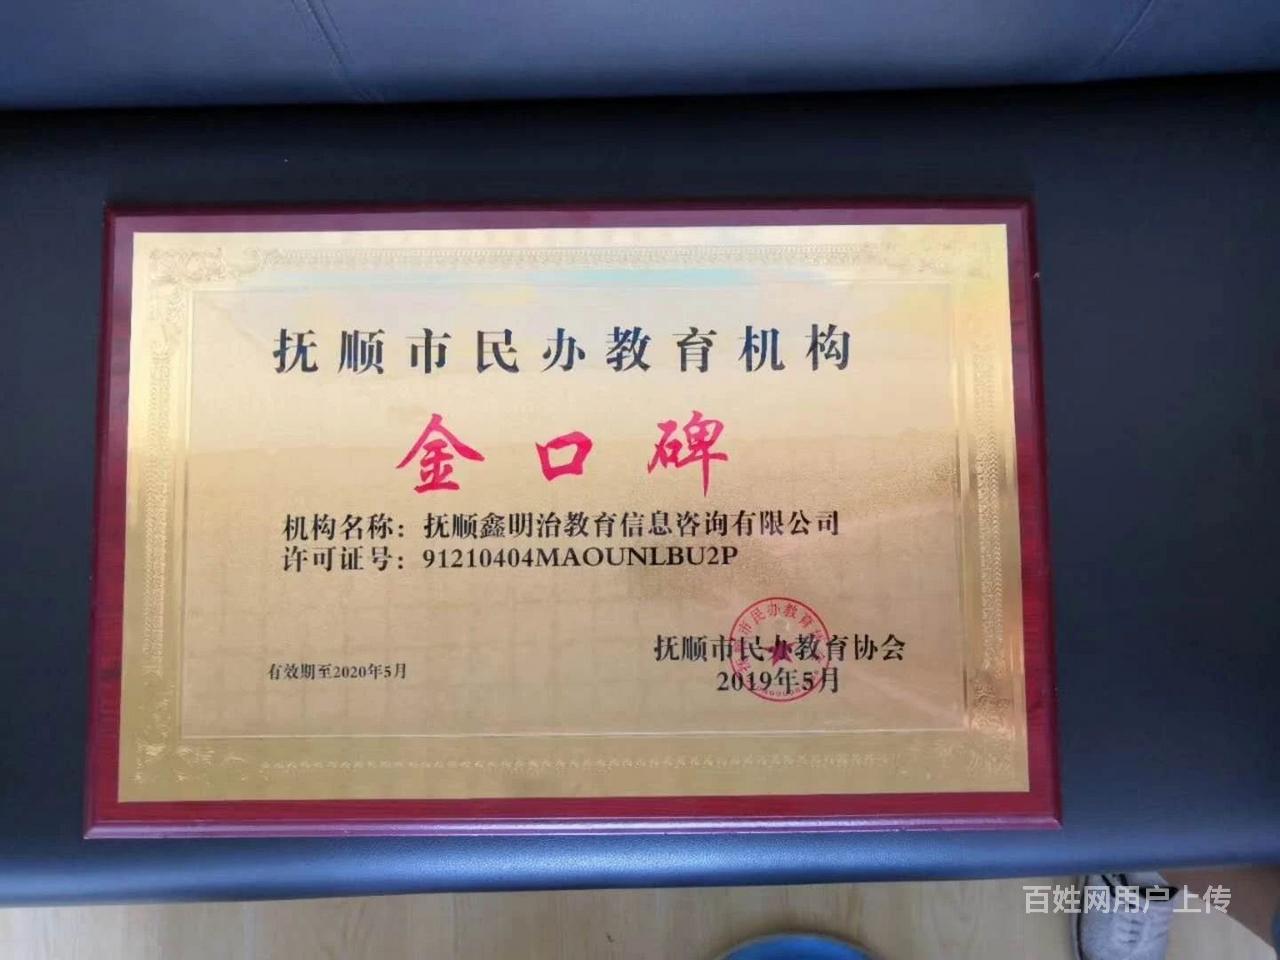 抚顺市民办教育机构
金口碑
机构名称：抚顺鑫明治教育信息咨询有限公司
许可证号：91210404MAOUNLBU2P
抚顺市民办教育协会
有效期至2020年5月
2019年5月
百姓网用户上传